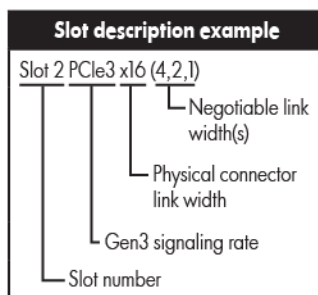 Slot description example
Slot 2 PCIe3 x16 (4,2,1)
Negotiable link
width(s)
Physical connector
link width
Gen3 signaling rate
Slot number